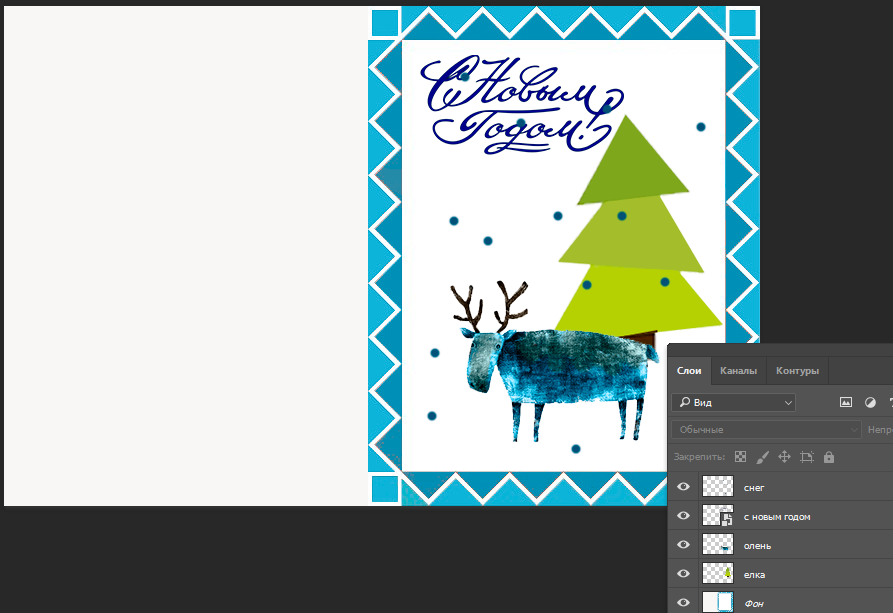 С Новым
Годом!
Слои
Каналы
Контуры
Вид
Обычные
Закрепить:
снег
с новым годом
олень
елка
Фон